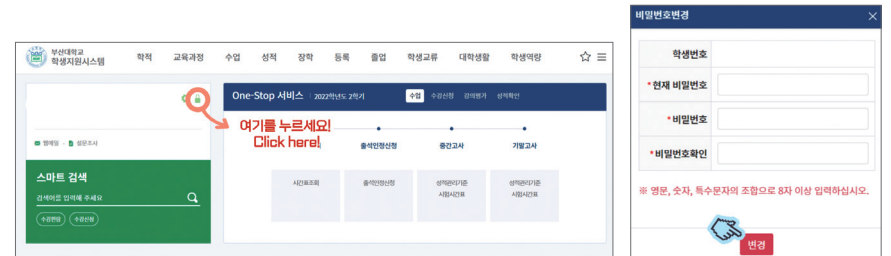 부산대학교
학생지원시스템
학적 교육과정 수업 성적 장학 등록 졸업 학생교류 대학생활 학생역량
One-Stop 서비스 2022학년도 2학기 수업 수강신청 강의평가 성적확인
여기를 누르세요!
Click here!
출석인정신청 중간고사 기말고사
웹메일 설문조사
스마트 검색
검색어를 입력해 주세요
수강편람 수강신청
시간표조회 출석인정신청 성적관리기준 성적관리기준
시험시간표 시험시간표
비밀번호변경
학생번호
*현재 비밀번호
*비밀번호
*비밀번호확인
※ 영문, 숫자, 특수문자의 조합으로 8자 이상 입력하십시오.
변경